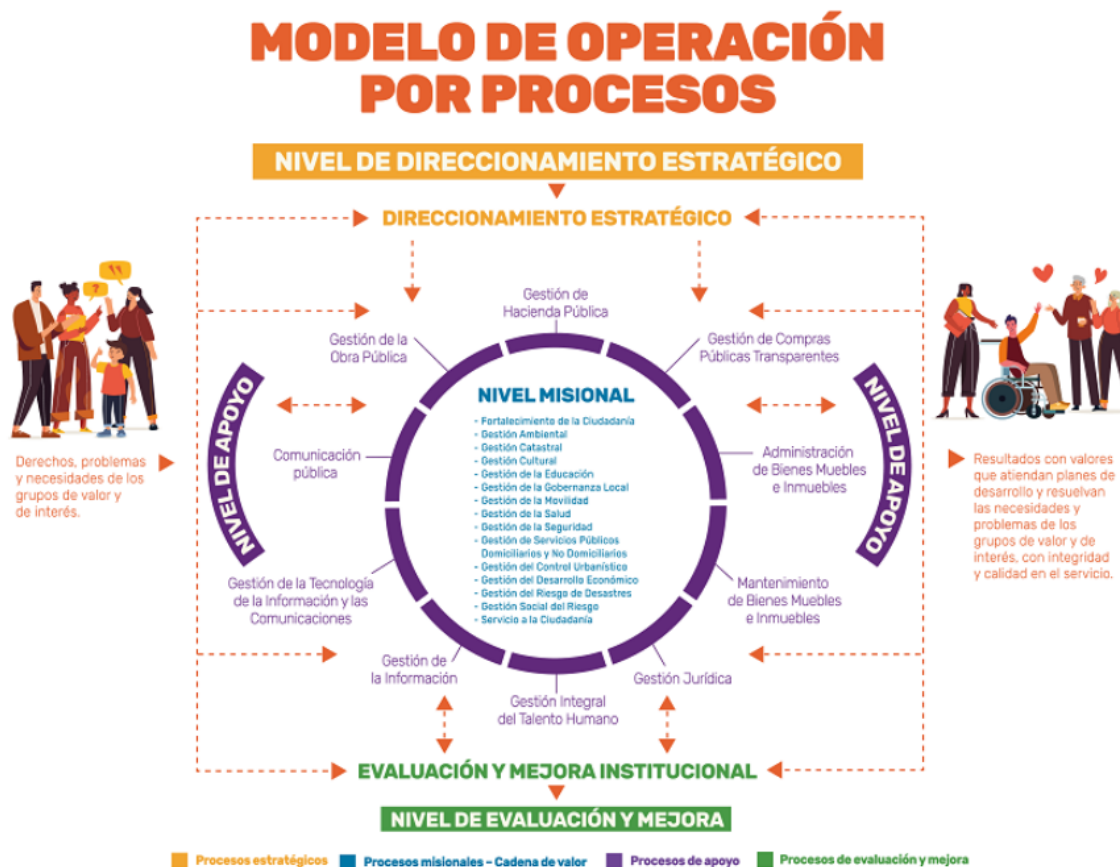 MODELO DE OPERACIÓN
POR PROCESOS
NIVEL DE DIRECCIONAMIENTO ESTRATÉGICO
DIRECCIONAMIENTO ESTRATÉGICO
?
Derechos, problemas
y necesidades de los
grupos de valor y
de interés.
NIVEL DE APOYO
Gestión de
Hacienda Pública
Gestión de la
Obra Pública
Gestión de Compras
Públicas Transparentes
Comunicación
pública
Administración
de Bienes Muebles
e Inmuebles
Gestión de la Tecnología
de la Información y las
Comunicaciones
Mantenimiento
de Bienes Muebles
e Inmuebles
Gestión de
la Información
Gestión Integral
del Talento Humano
Gestión Jurídica
NIVEL MISIONAL
- Fortalecimiento de la Ciudadanía
- Gestión Ambiental
- Gestión Catastral
- Gestión Cultural
- Gestión de la Educación
- Gestión de la Gobernanza Local
- Gestión de la Movilidad
- Gestión de la Salud
- Gestión de la Seguridad
- Gestión de Servicios Públicos
Domiciliarios y No Domiciliarios
- Gestión del Control Urbanístico
- Gestión del Desarrollo Económico
- Gestión del Riesgo de Desastres
- Gestión Social del Riesgo
- Servicio a la Ciudadanía
NIVEL DE APOYO
Resultados con valores
que atiendan planes de
desarrollo y resuelvan
las necesidades y
problemas de los
grupos de valor y de
interés, con integridad
y calidad en el servicio.
EVALUACIÓN Y MEJORA INSTITUCIONAL
NIVEL DE EVALUACIÓN Y MEJORA
Procesos estratégicos
Procesos misionales - Cadena de valor
Procesos de apoyo
Procesos de evaluación y mejora